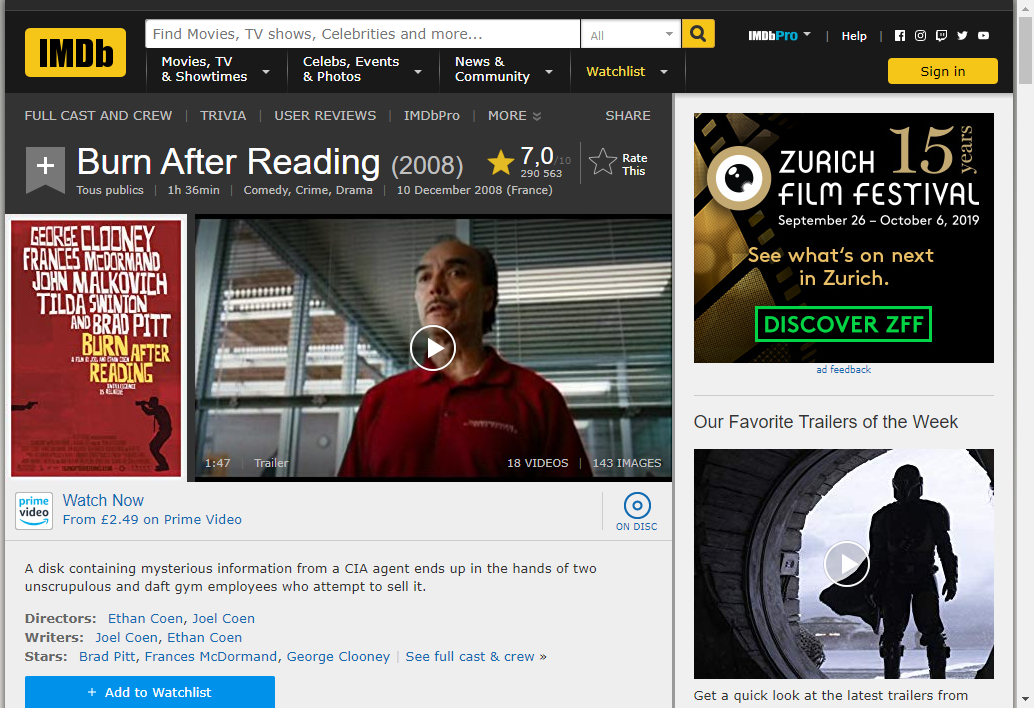 IMDb
Find Movies, TV shows, Celebrities and more...
All
IMDbPro
Help
Movies, TV
& Showtimes
Celebs, Events
& Photos
News &
Community
Watchlist
Sign in
FULL CAST AND CREW | TRIVIA | USER REVIEWS | IMDbPro | MORE
SHARE
Burn After Reading (2008)
7,0/10
290 563
Rate
This
Tous publics | 1h 36min | Comedy, Crime, Drama | 10 December 2008 (France)
GEORGE CLOONEY
FRANCES McDORMAND
JOHN MALKOVICH
TILDA SWINTON
AND BRAD PITT
BURN AFTER
READING
INTELLIGENCE
IS RELATIVE
1:47 | Trailer
18 VIDEOS | 143 IMAGES
prime
video
Watch Now
From £2.49 on Prime Video
ON DISC
A disk containing mysterious information from a CIA agent ends up in the hands of two
unscrupulous and daft gym employees who attempt to sell it.
Directors: Ethan Coen, Joel Coen
Writers: Joel Coen, Ethan Coen
Stars: Brad Pitt, Frances McDormand, George Clooney | See full cast & crew »
+ Add to Watchlist
ZURICH
FILM FESTIVAL
15 years
September 26 – October 6, 2019
See what's on next
in Zurich.
DISCOVER ZFF
ad feedback
Our Favorite Trailers of the Week
Get a quick look at the latest trailers from